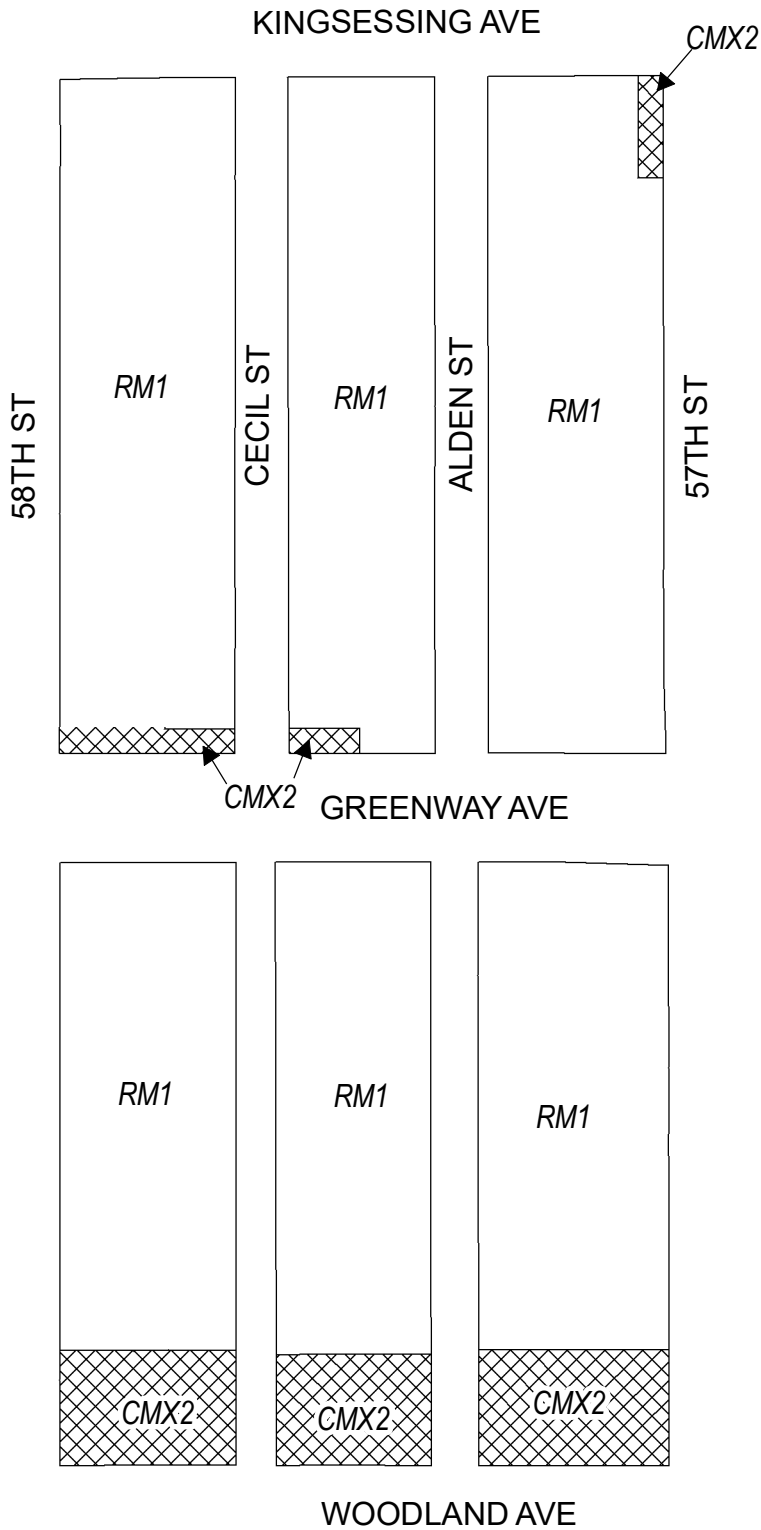 KINGSESSING AVE
CMX2
RM1
RM1
RM1
58TH ST
CECIL ST
ALDEN ST
57TH ST
CMX2
GREENWAY AVE
RM1
RM1
RM1
CMX2
CMX2
CMX2
WOODLAND AVE